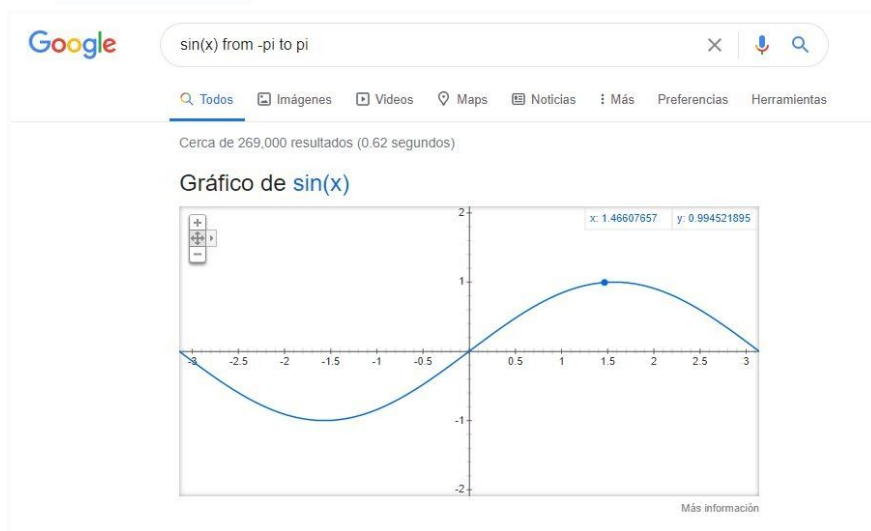 Google
sin(x) from -pi to pi
Todos Imágenes Videos Maps Noticias Más Preferencias Herramientas
Cerca de 269,000 resultados (0.62 segundos)
Gráfico de sin(x)
x: 1.46607657 y: 0.994521895
2
1
-3 -2.5 -2 -1.5 -1 -0.5 0.5 1 1.5 2 2.5 3
-1
-2
Más información